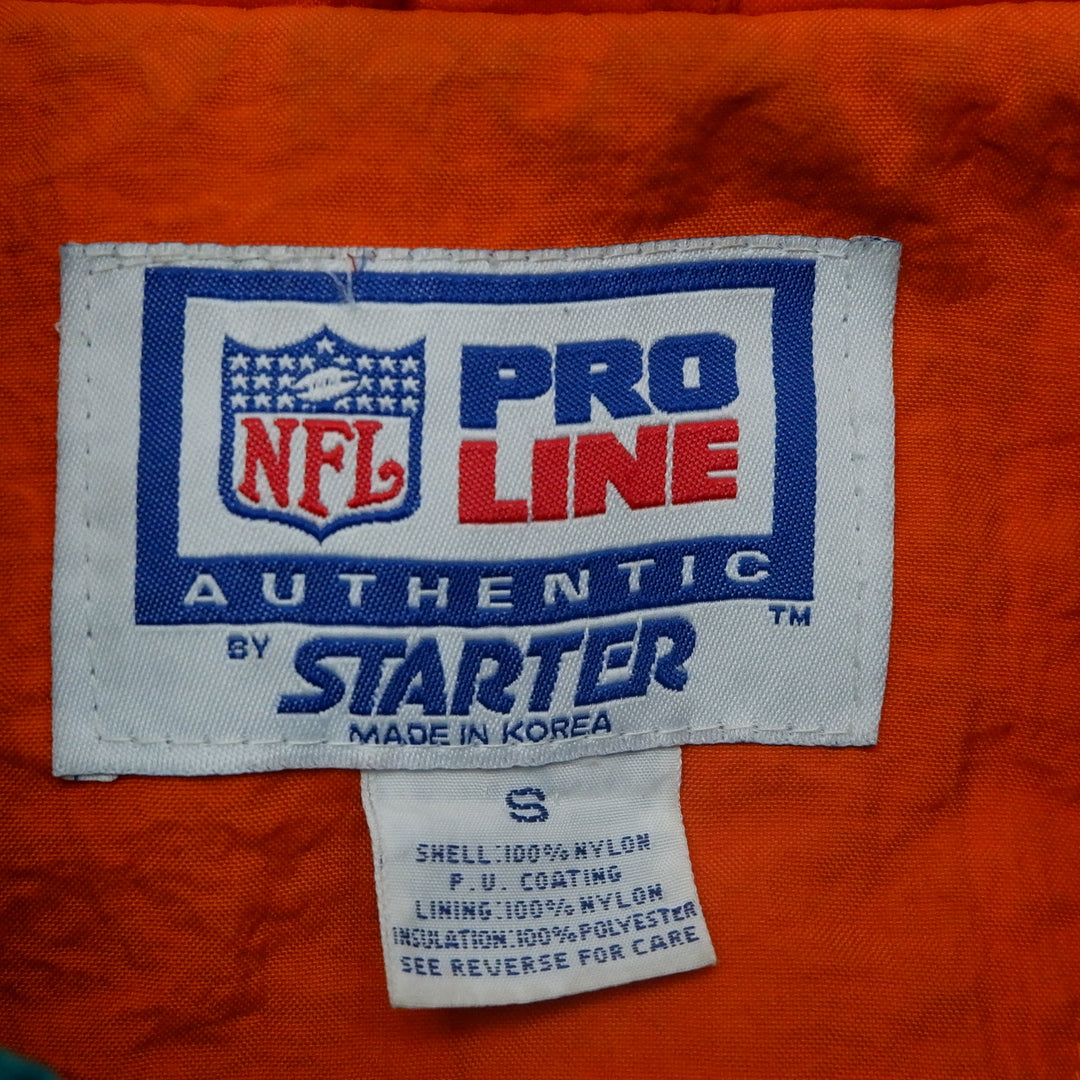 NFL
PRO
LINE
AUTHENTIC
TM
BY STARTER
MADE IN KOREA
S
SHELL:100% NYLON
P.U. COATING
LINING:100% NYLON
INSULATION:100% POLYESTER
SEE REVERSE FOR CARE